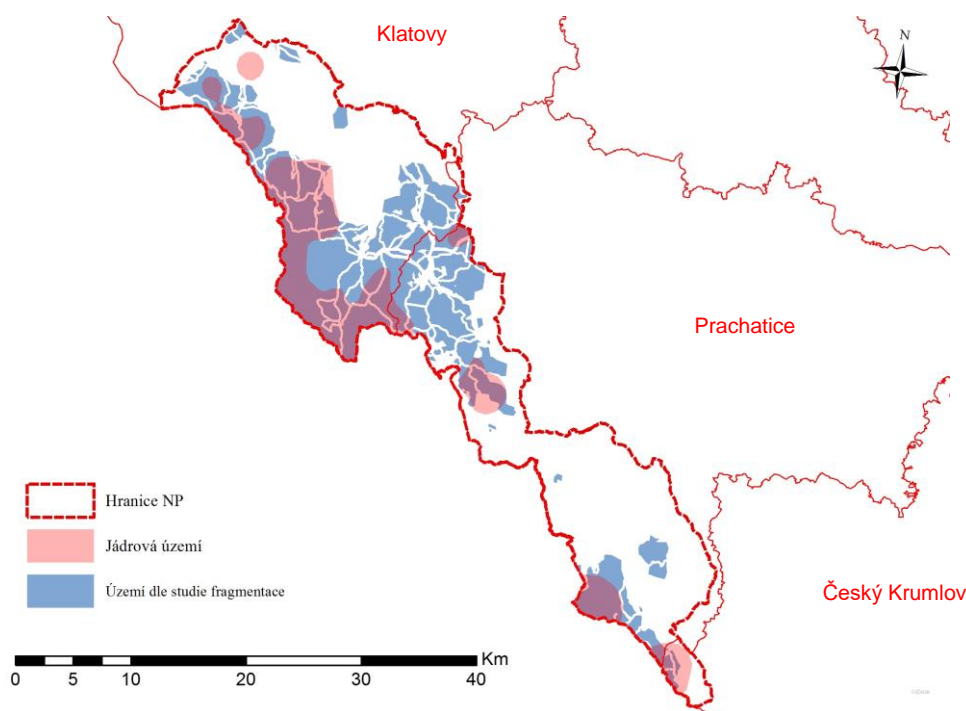 Klatovy
N
Prachatice
Hranice NP
Jádrová území
Území dle studie fragmentace
Český Krumlov
Km
0 5 10 20 30 40